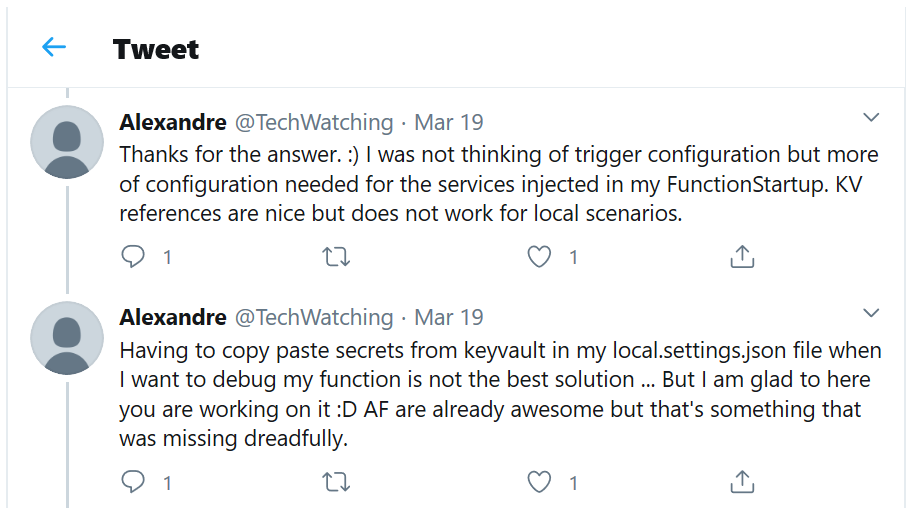 Tweet
Alexandre @TechWatching · Mar 19
Thanks for the answer. :) I was not thinking of trigger configuration but more
of configuration needed for the services injected in my FunctionStartup. KV
references are nice but does not work for local scenarios.
1 1
Alexandre @TechWatching · Mar 19
Having to copy paste secrets from keyvault in my local.settings.json file when
I want to debug my function is not the best solution ... But I am glad to here
you are working on it :D AF are already awesome but that's something that
was missing dreadfully.
1 1